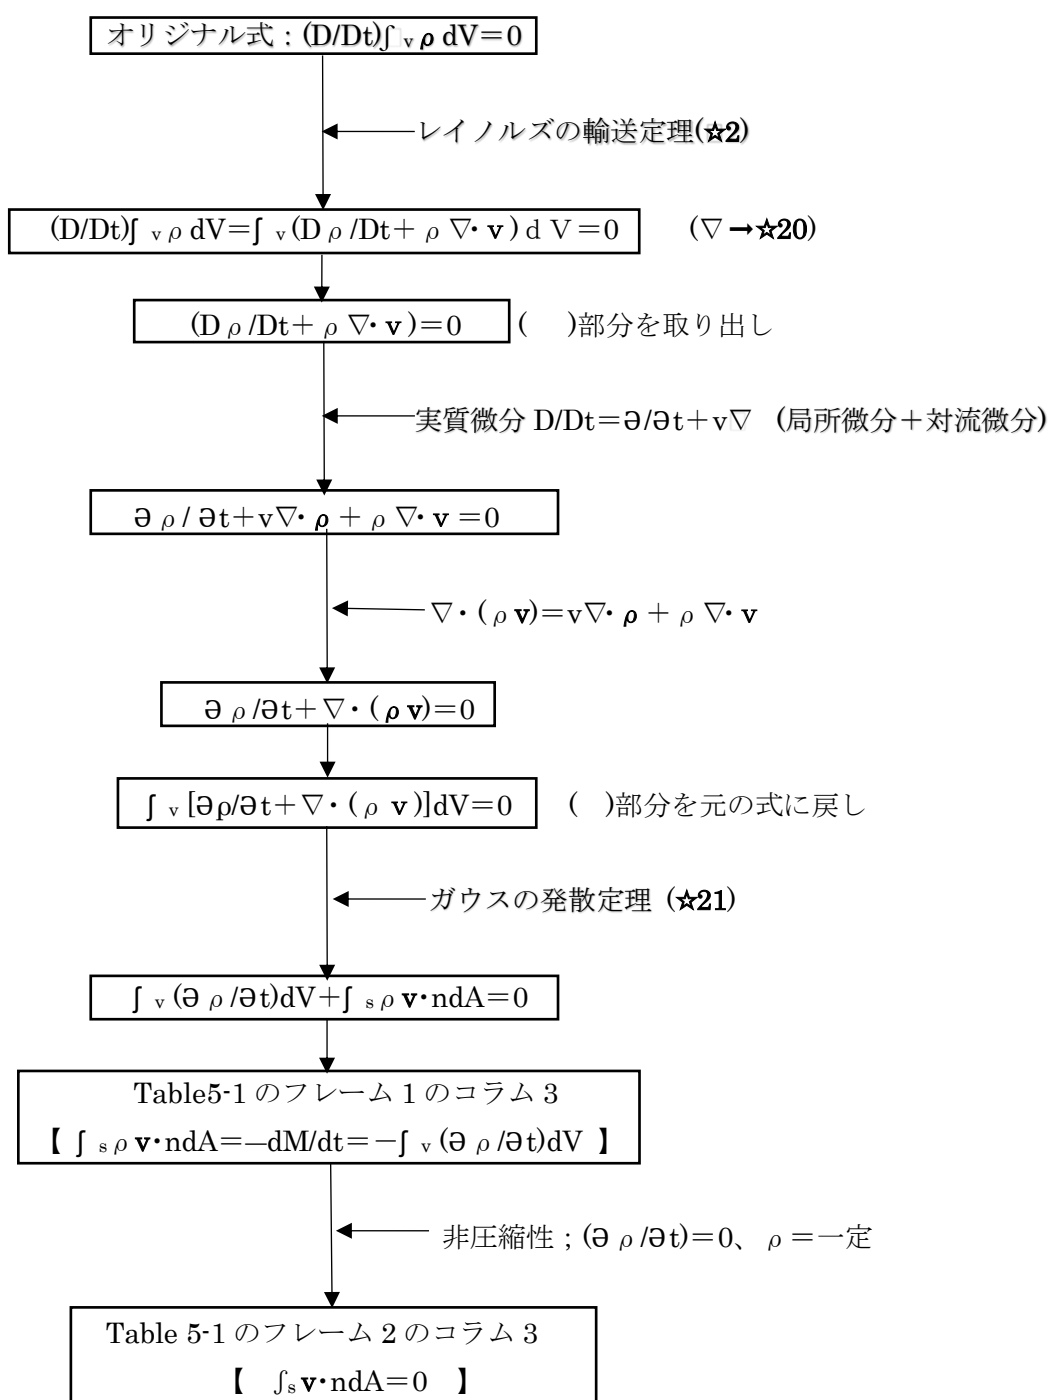 オリジナル式：(D/Dt)∫ᵥρ dV＝0
レイノルズの輸送定理(☆2)
(D/Dt)∫ ᵥρ dV＝∫ ᵥ(Dρ/Dt＋ρ∇・v)dV＝0 (∇→☆20)
(Dρ/Dt＋ρ∇・v)＝0 (　)部分を取り出し
実質微分 D/Dt＝∂/∂t＋v∇ (局所微分＋対流微分)
∂ρ/∂t＋v∇・ρ＋ρ∇・v＝0
∇・(ρv)＝v∇・ρ＋ρ∇・v
∂ρ/∂t＋∇・(ρv)＝0
∫ ᵥ[∂ρ/∂t＋∇・(ρv)]dV＝0 (　)部分を元の式に戻し
ガウスの発散定理 (☆21)
∫ ᵥ(∂ρ/∂t)dV＋∫ ₛρv・ndA＝0
Table5-1 のフレーム 1 のコラム 3
【 ∫ ₛρv・ndA＝―dM/dt＝－∫ ᵥ(∂ρ/∂t)dV 】
非圧縮性；(∂ρ/∂t)＝0、ρ＝一定
Table 5-1 のフレーム 2 のコラム 3
【 ∫ₛv・ndA＝0 】